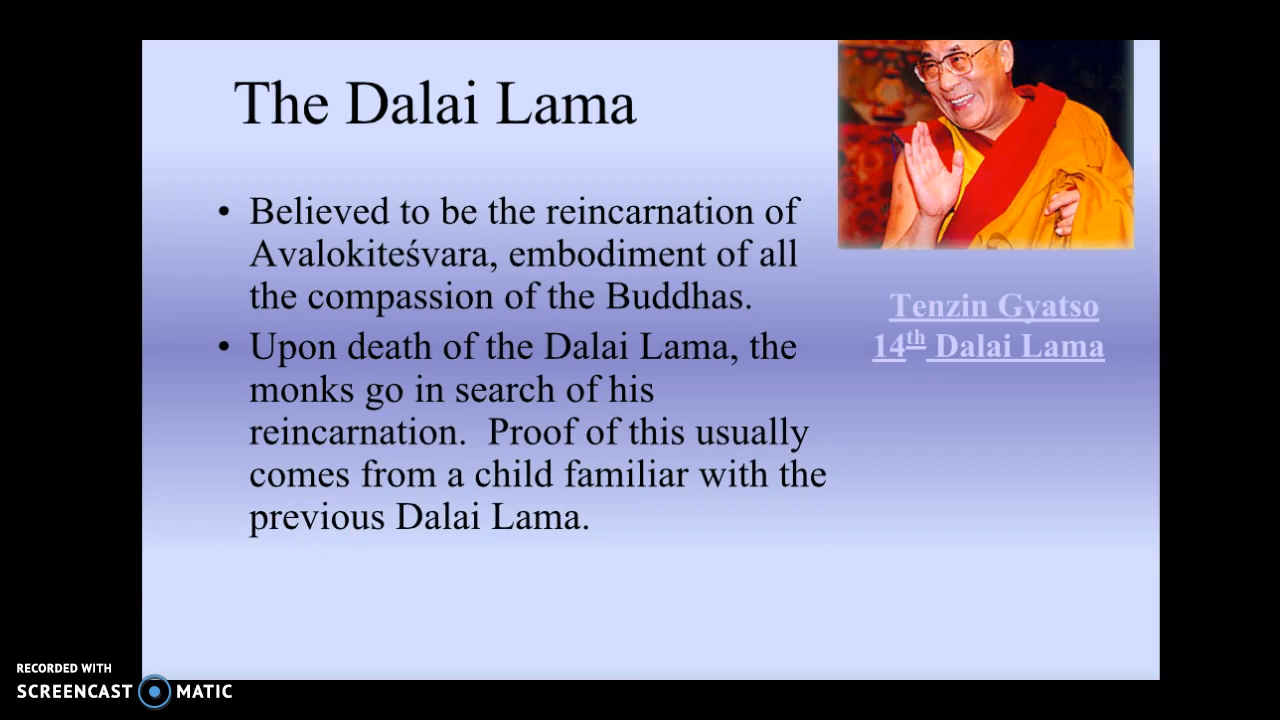 The Dalai Lama
• Believed to be the reincarnation of
Avalokiteśvara, embodiment of all
the compassion of the Buddhas.
• Upon death of the Dalai Lama, the
monks go in search of his
reincarnation.  Proof of this usually
comes from a child familiar with the
previous Dalai Lama.
Tenzin Gyatso
14th Dalai Lama
RECORDED WITH
SCREENCAST MATIC